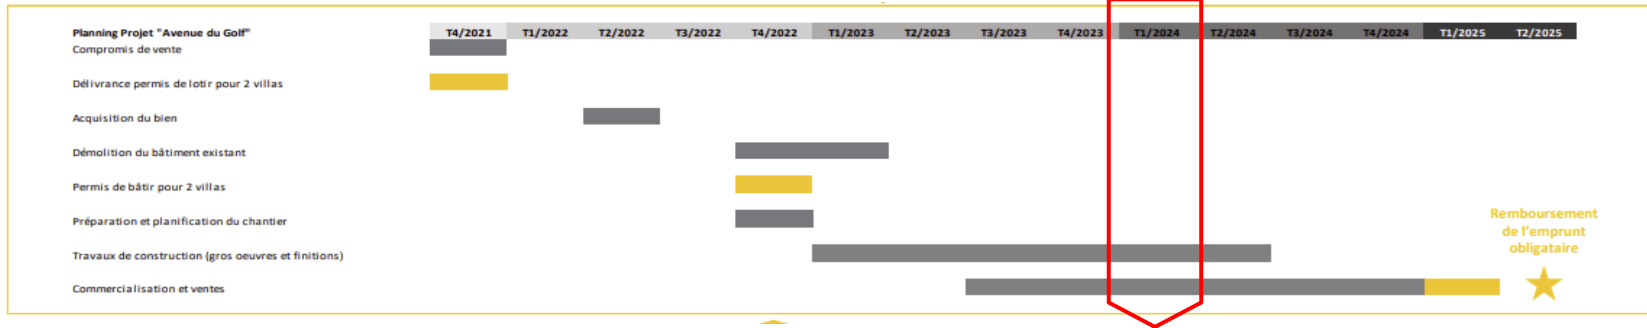 Planning Projet "Avenue du Golf" T4/2021 T1/2022 T2/2022 T3/2022 T4/2022 T1/2023 T2/2023 T3/2023 T4/2023 T1/2024 T2/2024 T3/2024 T4/2024 T1/2025 T2/2025
Compromis de vente
Délivrance permis de lotir pour 2 villas
Acquisition du bien
Démolition du bâtiment existant
Permis de bâtir pour 2 villas
Préparation et planification du chantier
Travaux de construction (gros oeuvres et finitions)
Commercialisation et ventes
Remboursement
de l'emprunt
obligataire